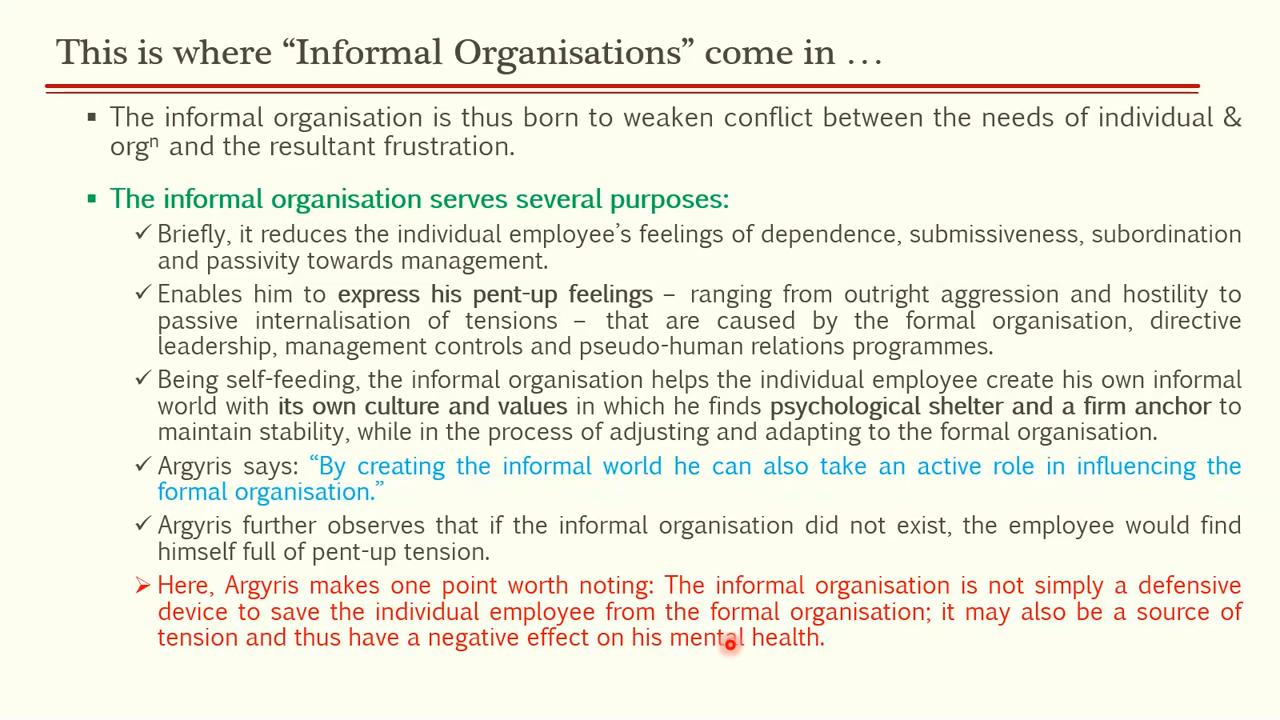 This is where “Informal Organisations” come in …
▪ The informal organisation is thus born to weaken conflict between the needs of individual &
orgⁿ and the resultant frustration.
▪ The informal organisation serves several purposes:
✓ Briefly, it reduces the individual employee’s feelings of dependence, submissiveness, subordination
and passivity towards management.
✓ Enables him to express his pent-up feelings – ranging from outright aggression and hostility to
passive internalisation of tensions – that are caused by the formal organisation, directive
leadership, management controls and pseudo-human relations programmes.
✓ Being self-feeding, the informal organisation helps the individual employee create his own informal
world with its own culture and values in which he finds psychological shelter and a firm anchor to
maintain stability, while in the process of adjusting and adapting to the formal organisation.
✓ Argyris says: “By creating the informal world he can also take an active role in influencing the
formal organisation.”
✓ Argyris further observes that if the informal organisation did not exist, the employee would find
himself full of pent-up tension.
➢ Here, Argyris makes one point worth noting: The informal organisation is not simply a defensive
device to save the individual employee from the formal organisation; it may also be a source of
tension and thus have a negative effect on his mental health.